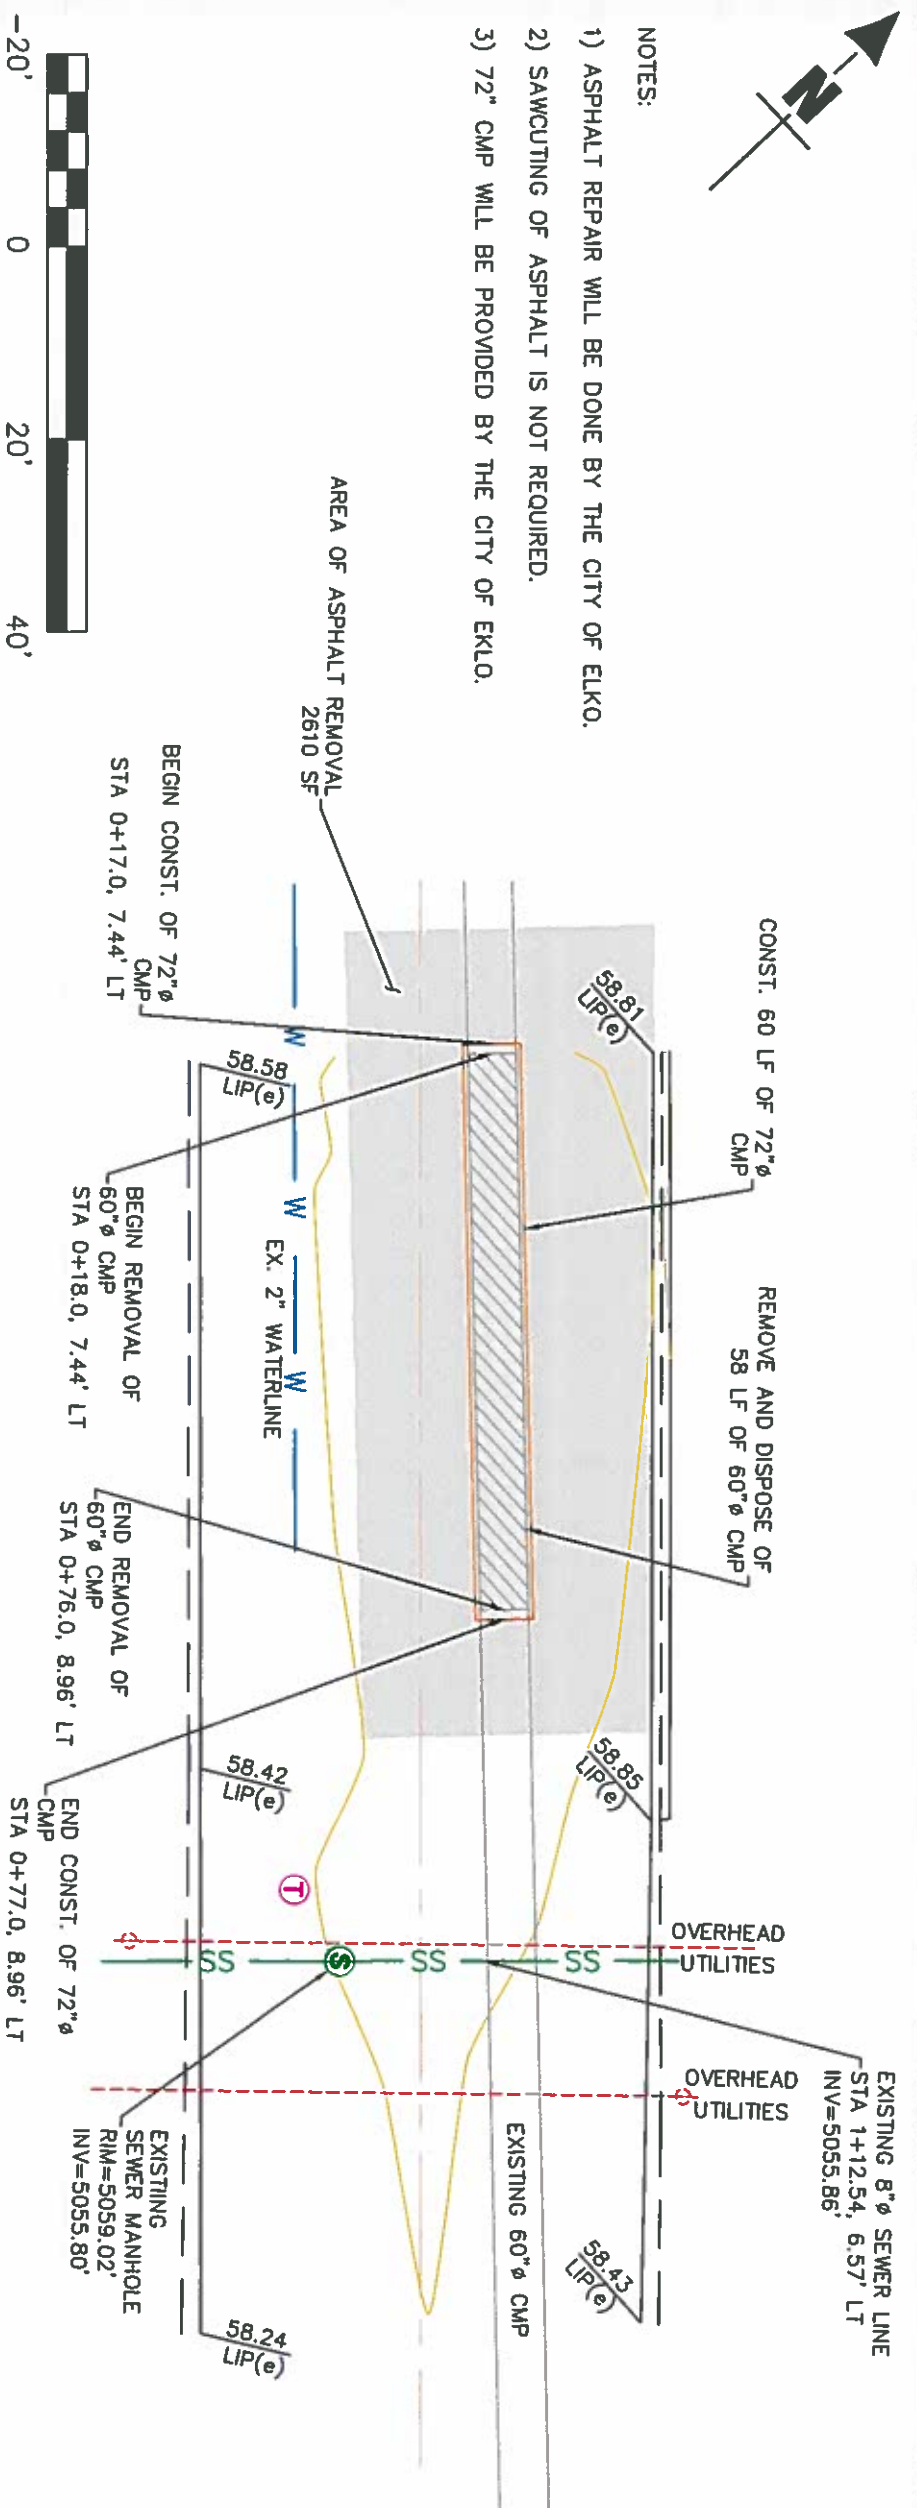 N
NOTES:
1) ASPHALT REPAIR WILL BE DONE BY THE CITY OF ELKO.
2) SAWCUTING OF ASPHALT IS NOT REQUIRED.
3) 72" CMP WILL BE PROVIDED BY THE CITY OF EKLO.
-20' 0 20' 40'
AREA OF ASPHALT REMOVAL
2610 SF
CONST. 60 LF OF 72"ø
CMP
REMOVE AND DISPOSE OF
58 LF OF 60"ø CMP
EXISTING 8"ø SEWER LINE
STA 1+12.54, 6.57' LT
INV=5055.86'
OVERHEAD
UTILITIES
OVERHEAD
UTILITIES
58.81
LIP(e)
58.85
LIP(e)
58.43
LIP(e)
EXISTING 60"ø CMP
SS
SS
SS
S
T
W
W
W
EX. 2" WATERLINE
58.58
LIP(e)
58.42
LIP(e)
58.24
LIP(e)
BEGIN CONST. OF 72"ø
CMP
STA 0+17.0, 7.44' LT
BEGIN REMOVAL OF
60"ø CMP
STA 0+18.0, 7.44' LT
END REMOVAL OF
60"ø CMP
STA 0+76.0, 8.96' LT
END CONST. OF 72"ø
CMP
STA 0+77.0, 8.96' LT
EXISTIING
SEWER MANHOLE
RIM=5059.02'
INV=5055.80'